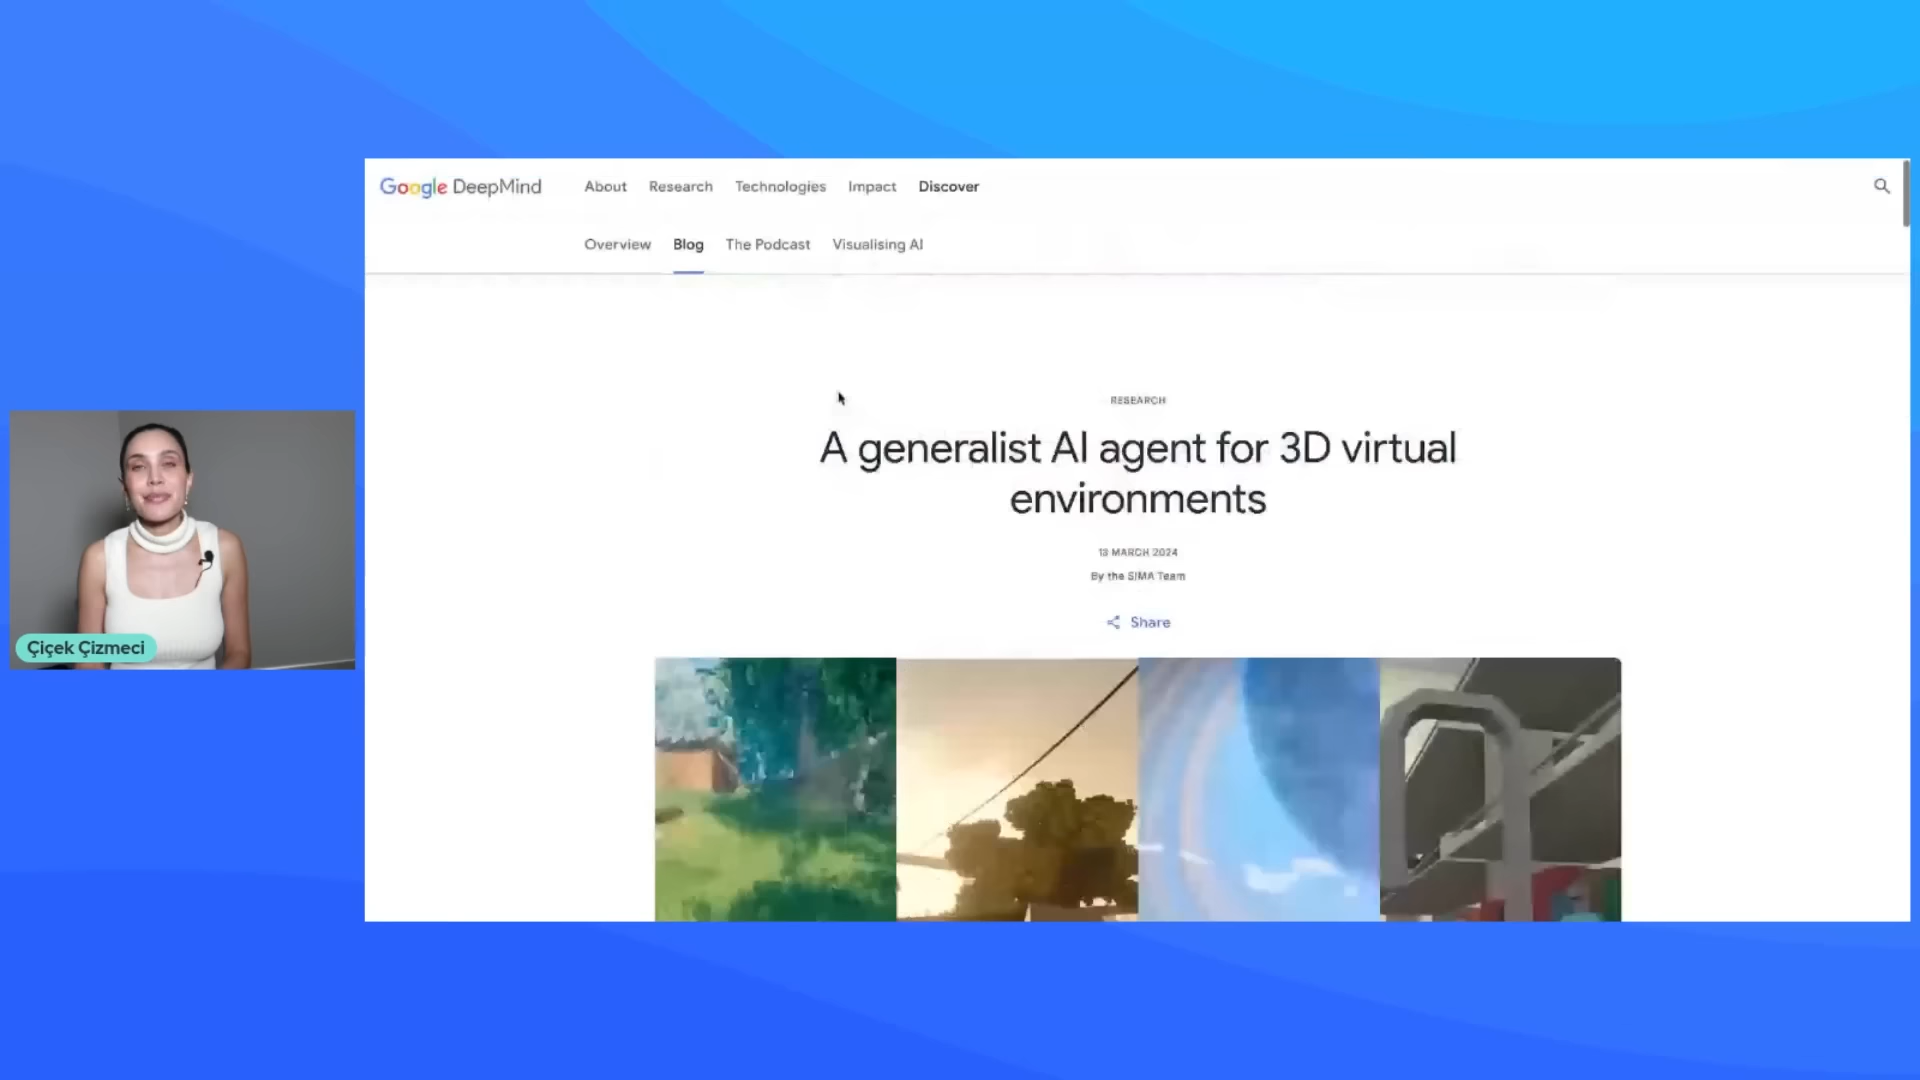 Google DeepMind
About Research Technologies Impact Discover
Overview Blog The Podcast Visualising AI
RESEARCH
A generalist AI agent for 3D virtual
environments
13 MARCH 2024
By the SIMA Team
Share
Çiçek Çizmeci